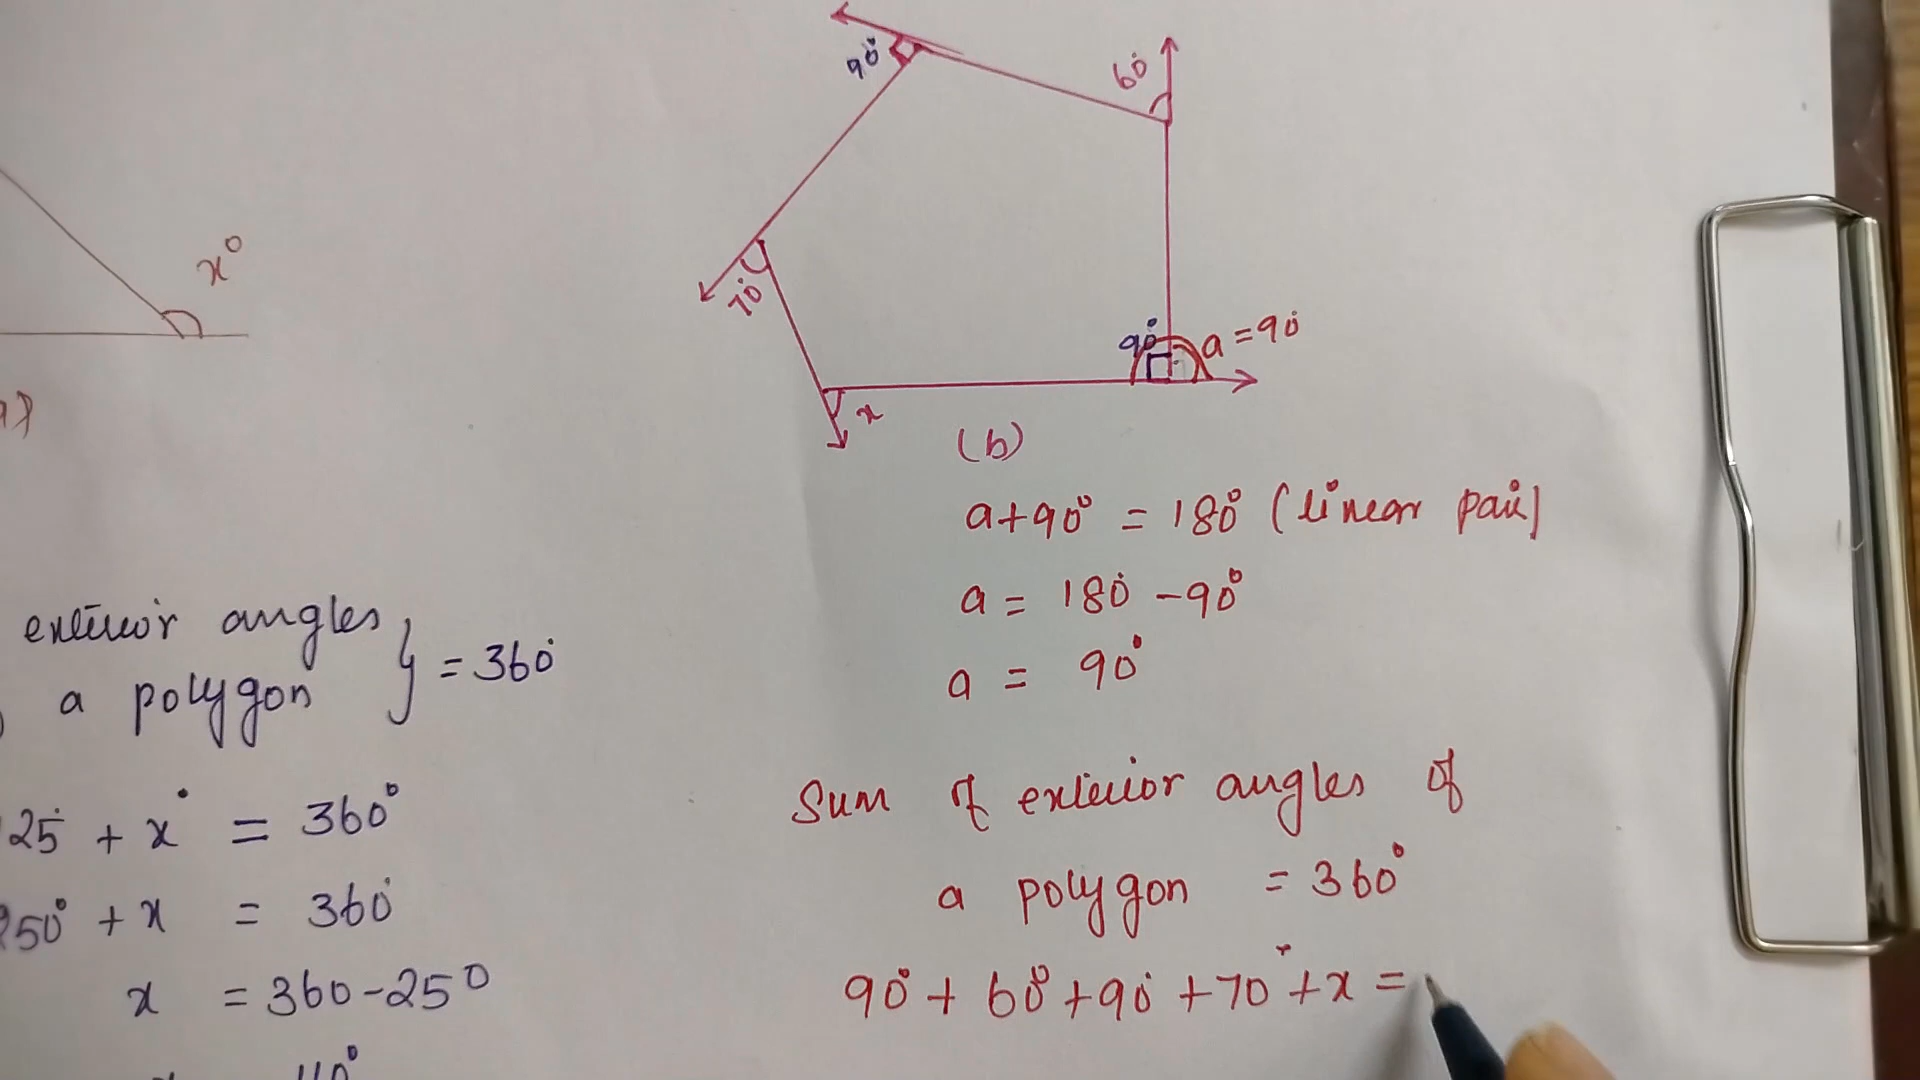 90°
60°
x°
70°
90°
a = 90°
x
(b)
a + 90° = 180° (linear pair)
a = 180° - 90°
a = 90°
exterior angles
a polygon } = 360°
25° + x° = 360°
250° + x = 360°
x = 360 - 250
110°
Sum of exterior angles of
a polygon = 360°
90° + 60° + 90° + 70° + x =